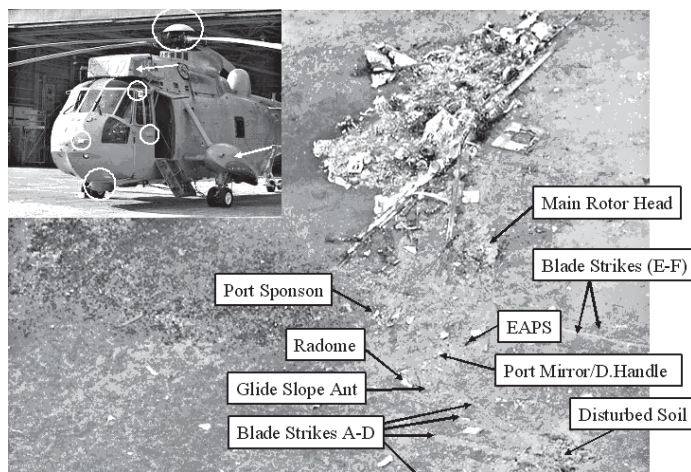 Main Rotor Head
Blade Strikes (E-F)
Port Sponson
EAPS
Radome
Port Mirror/D.Handle
Glide Slope Ant
Disturbed Soil
Blade Strikes A-D